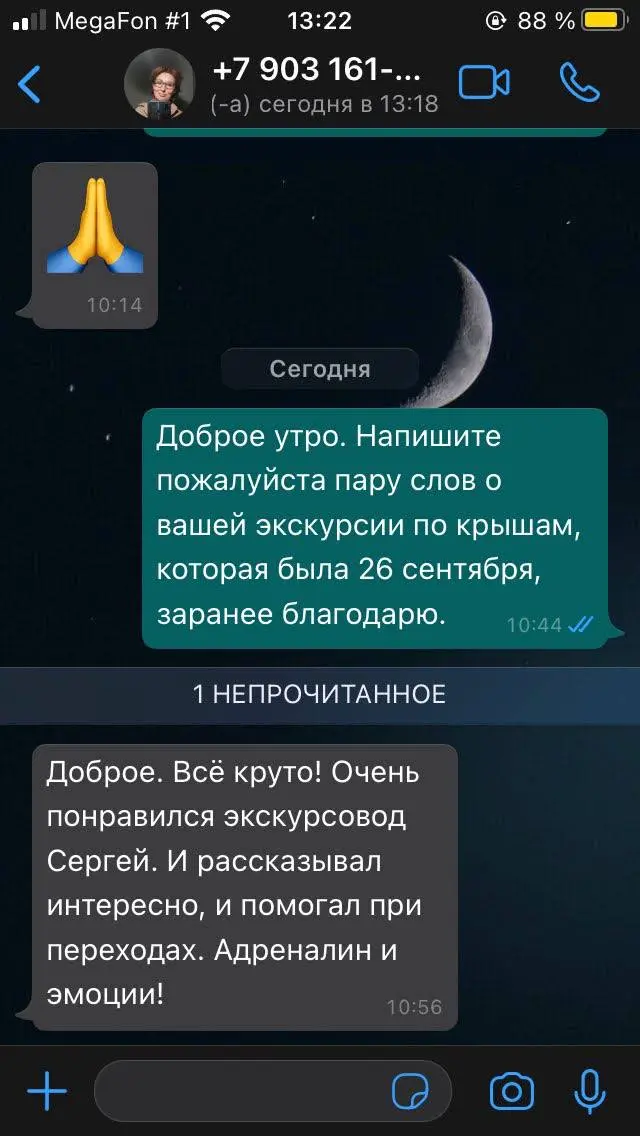 MegaFon #1 13:22 88 %
+7 903 161-...
(-а) сегодня в 13:18
10:14
Сегодня
Доброе утро. Напишите
пожалуйста пару слов о
вашей экскурсии по крышам,
которая была 26 сентября,
заранее благодарю.
10:44
1 НЕПРОЧИТАННОЕ
Доброе. Всё круто! Очень
понравился экскурсовод
Сергей. И рассказывал
интересно, и помогал при
переходах. Адреналин и
эмоции!
10:56